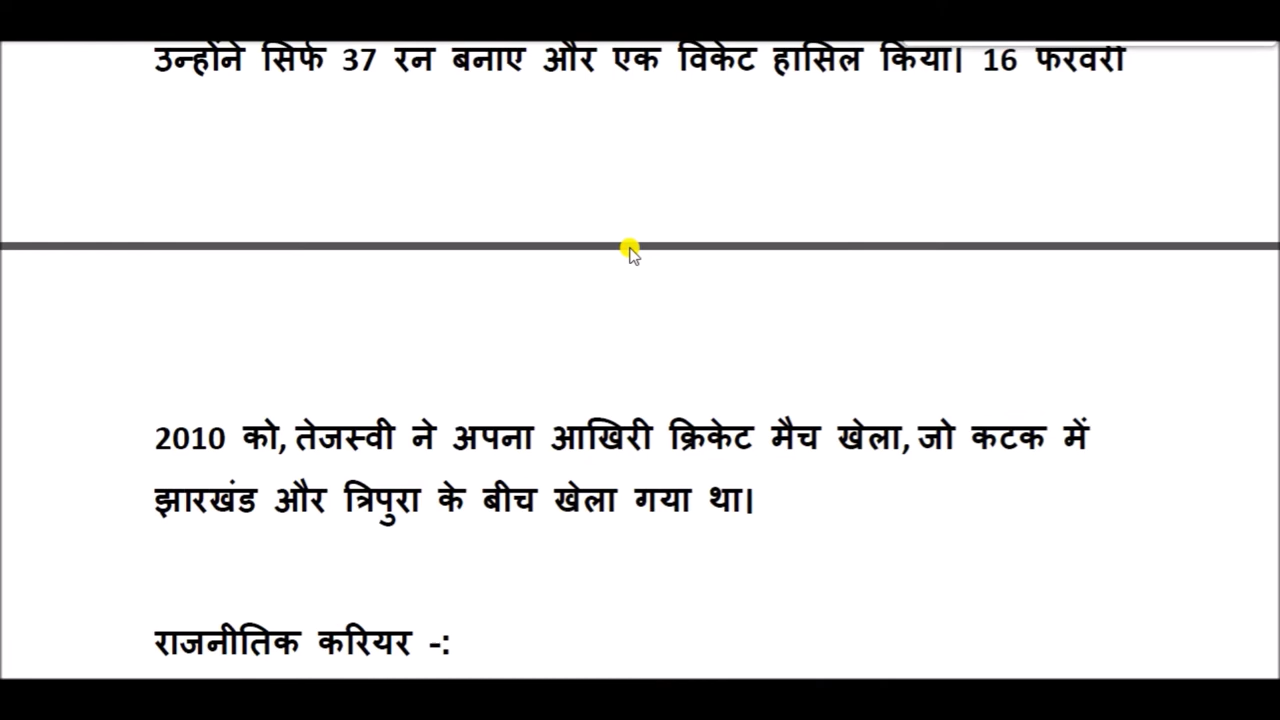 उन्होंने सिर्फ 37 रन बनाए और एक विकेट हासिल किया। 16 फरवरी
2010 को, तेजस्वी ने अपना आखिरी क्रिकेट मैच खेला, जो कटक में
झारखंड और त्रिपुरा के बीच खेला गया था।
राजनीतिक करियर -: